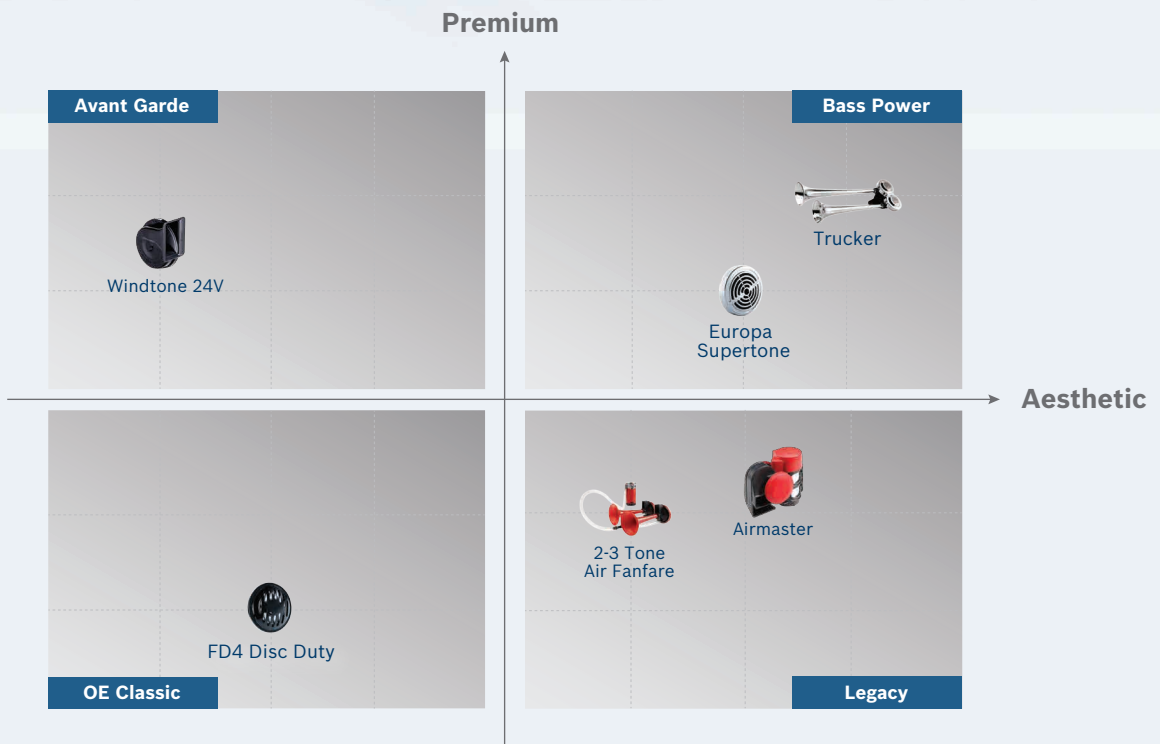 Premium
Avant Garde
Bass Power
Trucker
Windtone 24V
Europa
Supertone
Aesthetic
Airmaster
2-3 Tone
Air Fanfare
FD4 Disc Duty
OE Classic
Legacy